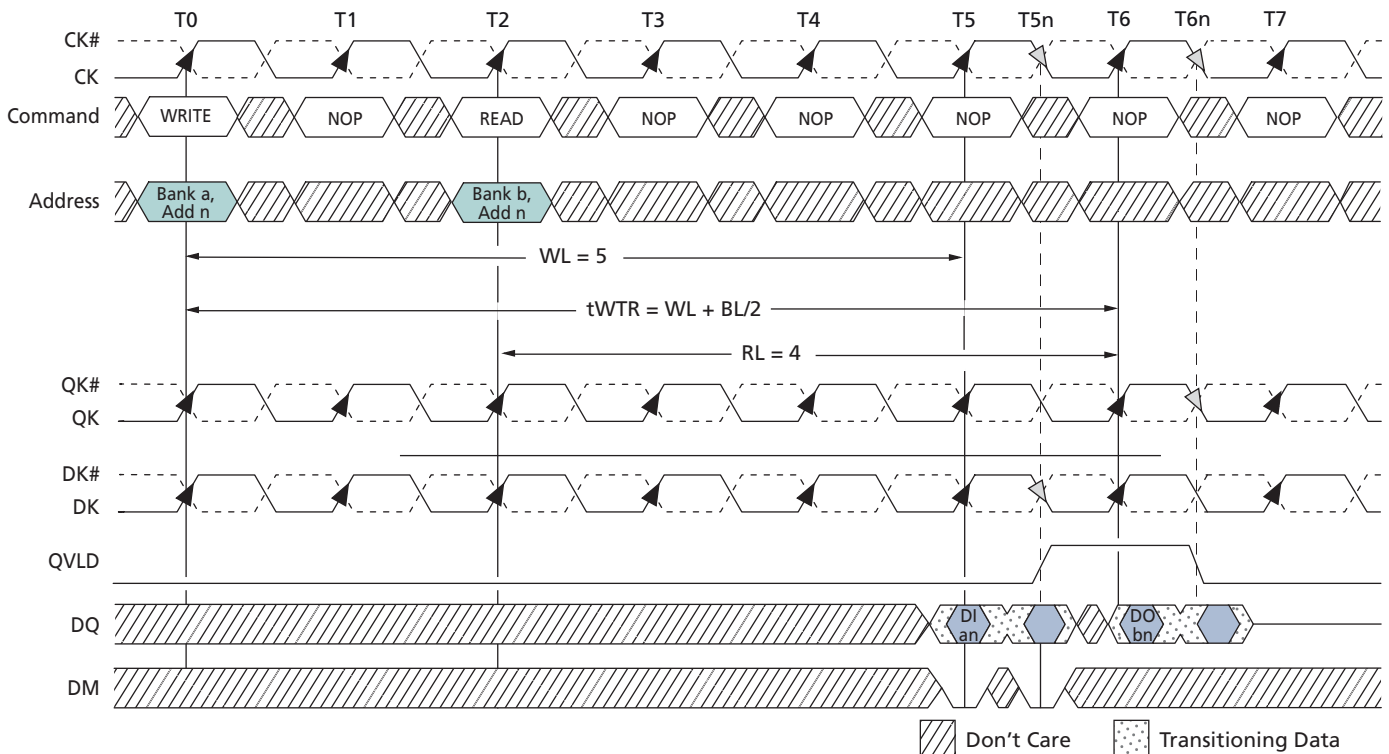 T0 T1 T2 T3 T4 T5 T5n T6 T6n T7
CK#
CK
Command WRITE NOP READ NOP NOP NOP NOP NOP
Address Bank a, Add n Bank b, Add n
WL = 5
tWTR = WL + BL/2
RL = 4
QK#
QK
DK#
DK
QVLD
DQ DI an DO bn
DM
Don't Care Transitioning Data